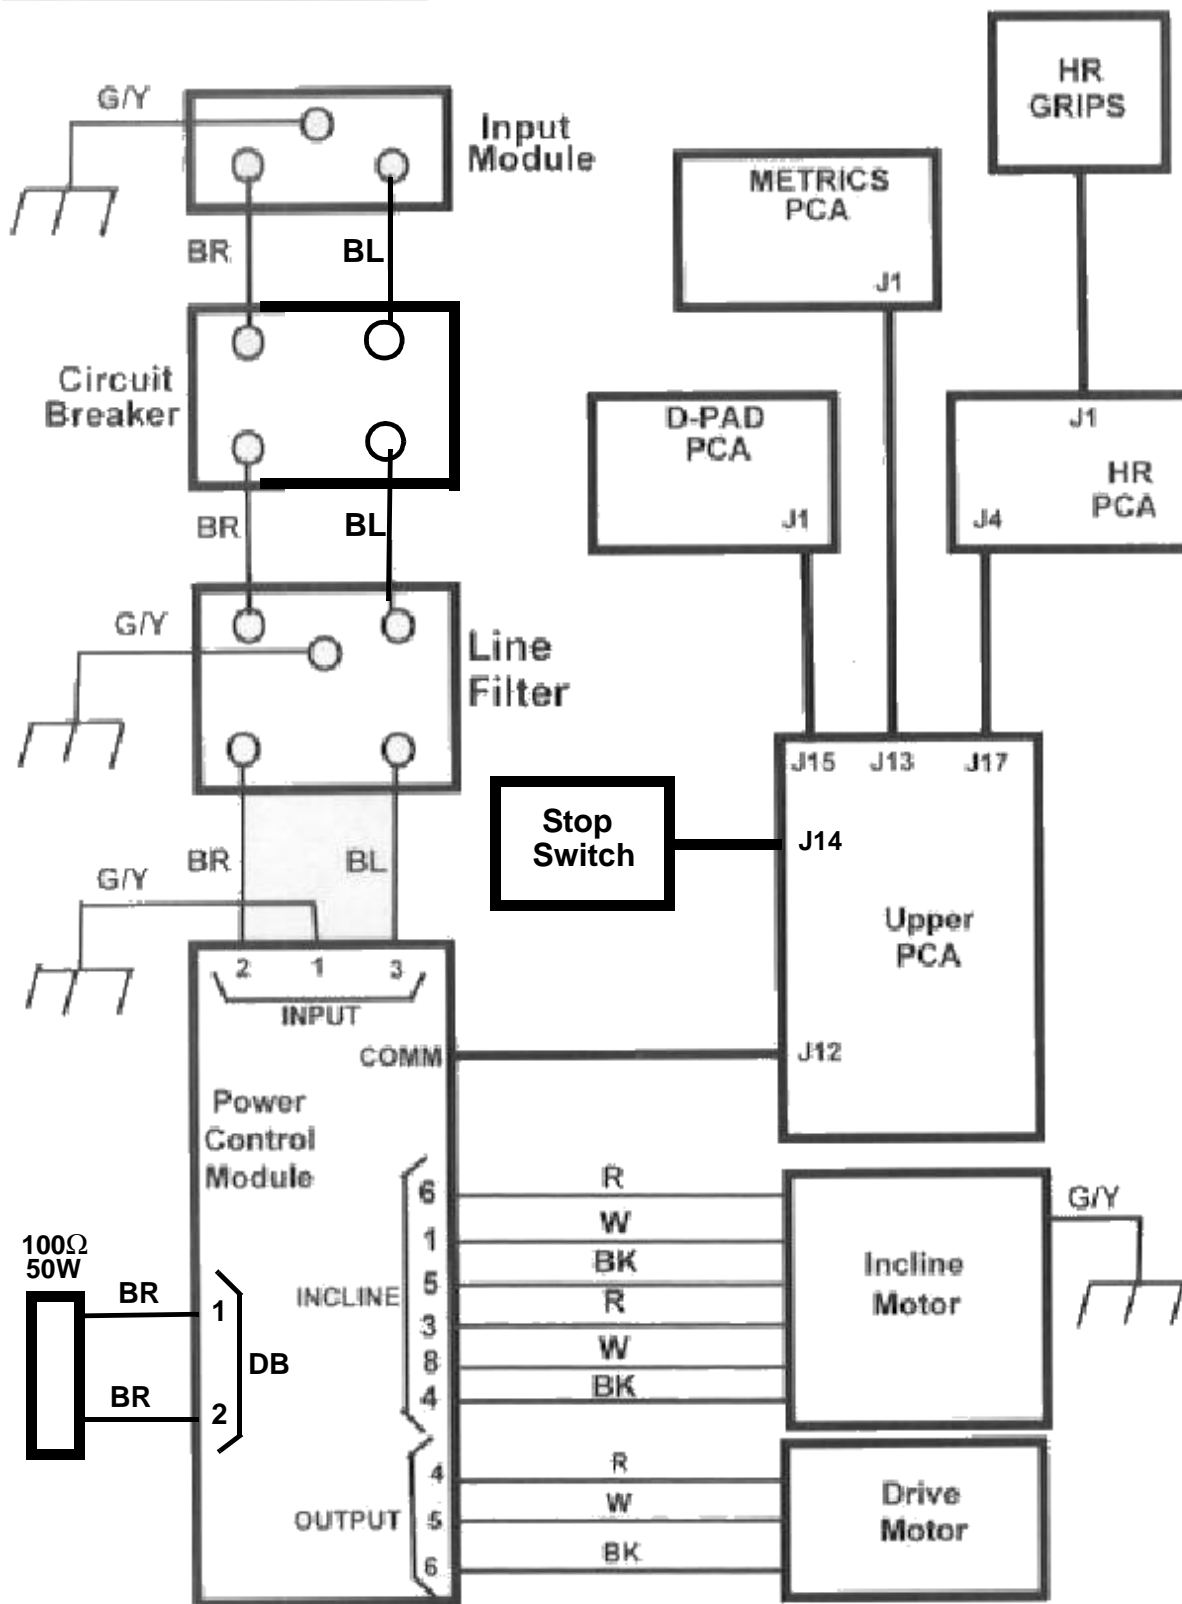 G/Y
Input
Module
BR
BL
Circuit
Breaker
BR
BL
G/Y
Line
Filter
BR
BL
G/Y
2 1 3
INPUT
COMM
Power
Control
Module
100Ω
50W
BR
1
DB
BR
2
INCLINE
6
R
1
W
5
BK
3
R
8
W
4
BK
OUTPUT
4
R
5
W
6
BK
HR
GRIPS
METRICS
PCA
J1
D-PAD
PCA
J1
J1
HR
PCA
J4
J15 J13 J17
Stop
Switch
J14
Upper
PCA
J12
Incline
Motor
G/Y
Drive
Motor